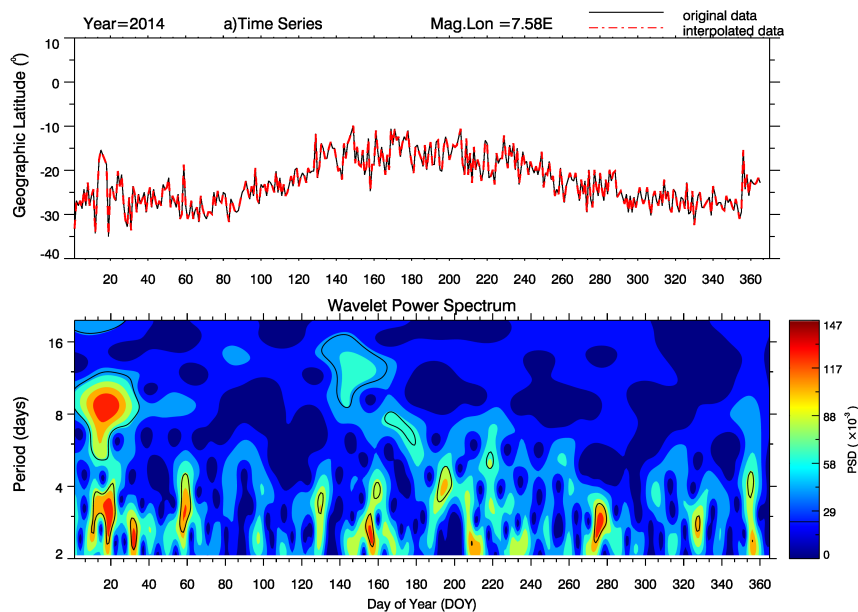 Year=2014 a)Time Series Mag.Lon =7.58E original data
interpolated data
Geographic Latitude (°)
10
0
-10
-20
-30
-40
20 40 60 80 100 120 140 160 180 200 220 240 260 280 300 320 340 365
Wavelet Power Spectrum
Period (days)
16
8
4
2
20 40 60 80 100 120 140 160 180 200 220 240 260 280 300 320 340 360
Day of Year (DOY)
147
117
88
59
29
0
PSD (×10⁻³)